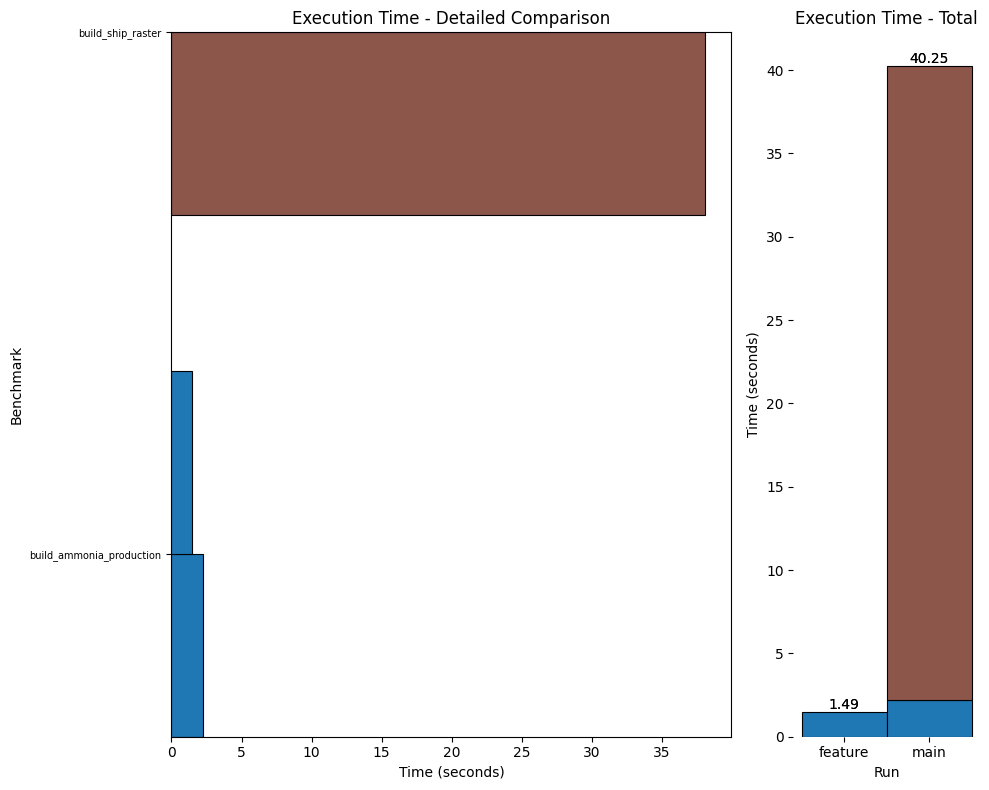 Execution Time - Detailed Comparison
build_ship_raster
build_ammonia_production
Benchmark
0 5 10 15 20 25 30 35
Time (seconds)
Execution Time - Total
40.25
1.49
40
35
30
25
20
15
10
5
0
Time (seconds)
feature main
Run